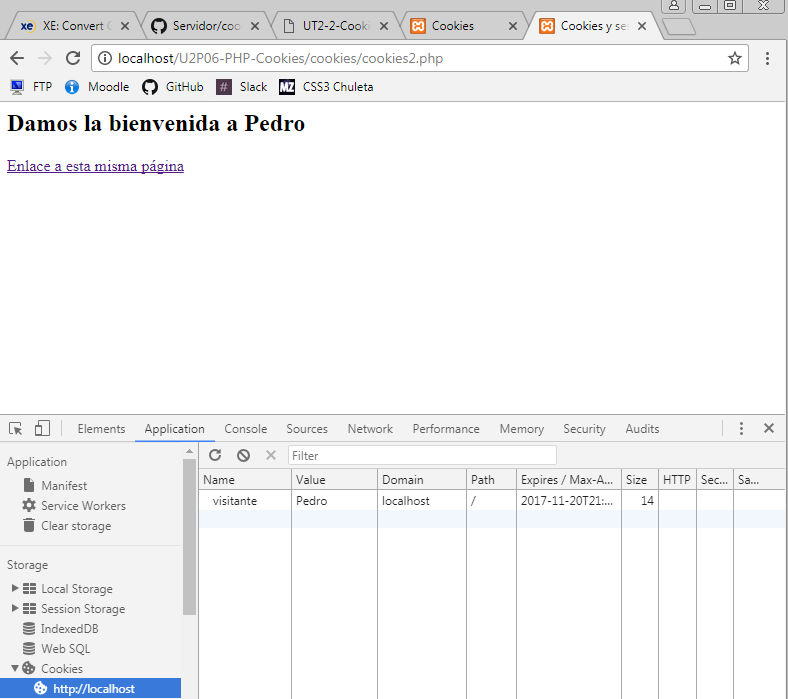 xe XE: Convert C Servidor/coo UT2-2-Cooki Cookies Cookies y se
localhost/U2P06-PHP-Cookies/cookies/cookies2.php
FTP Moodle GitHub # Slack MZ CSS3 Chuleta
Damos la bienvenida a Pedro
Enlace a esta misma página
Elements Application Console Sources Network Performance Memory Security Audits
Application
Filter
Name Value Domain Path Expires / Max-A... Size HTTP Sec... Sa...
visitante Pedro localhost / 2017-11-20T21:... 14
Manifest
Service Workers
Clear storage
Storage
Local Storage
Session Storage
IndexedDB
Web SQL
Cookies
http://localhost